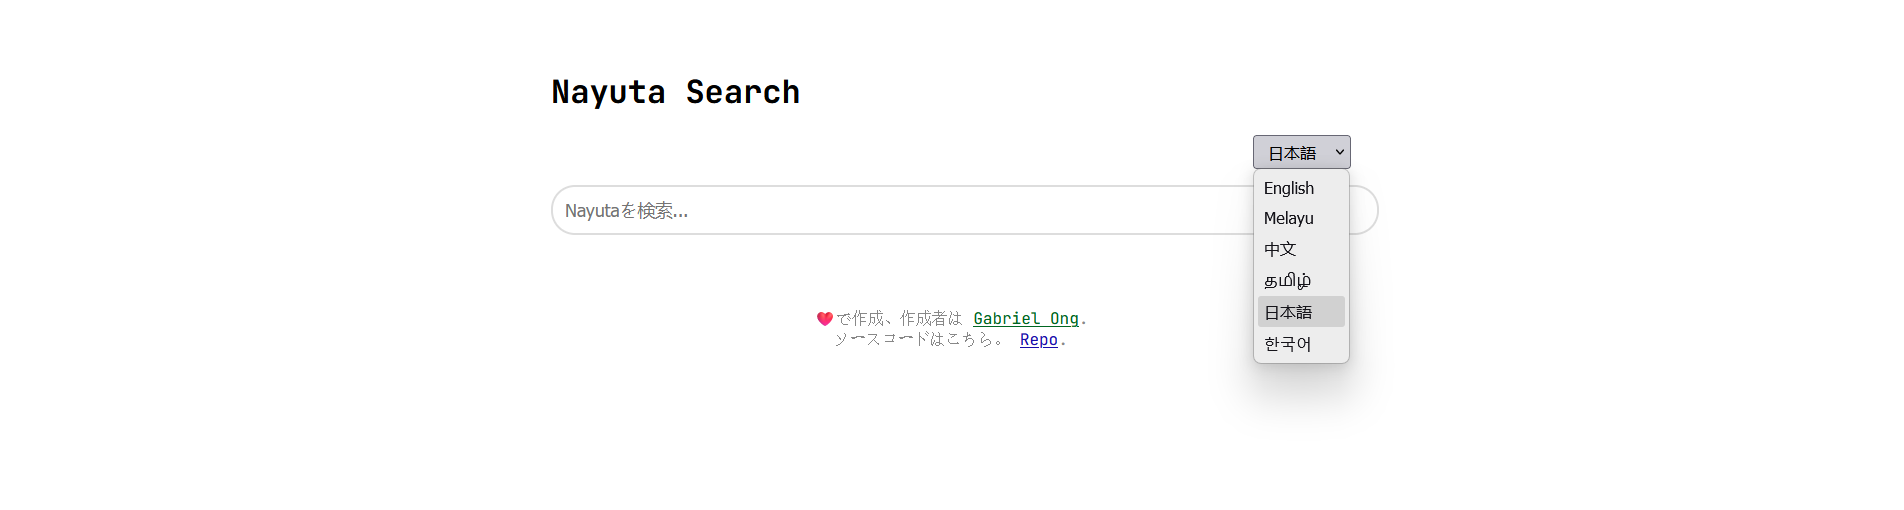 Nayuta Search
日本語
Nayutaを検索...
English
Melayu
中文
தமிழ்
日本語
한국어
❤で作成、作成者は Gabriel Ong.
ソースコードはこちら。 Repo.